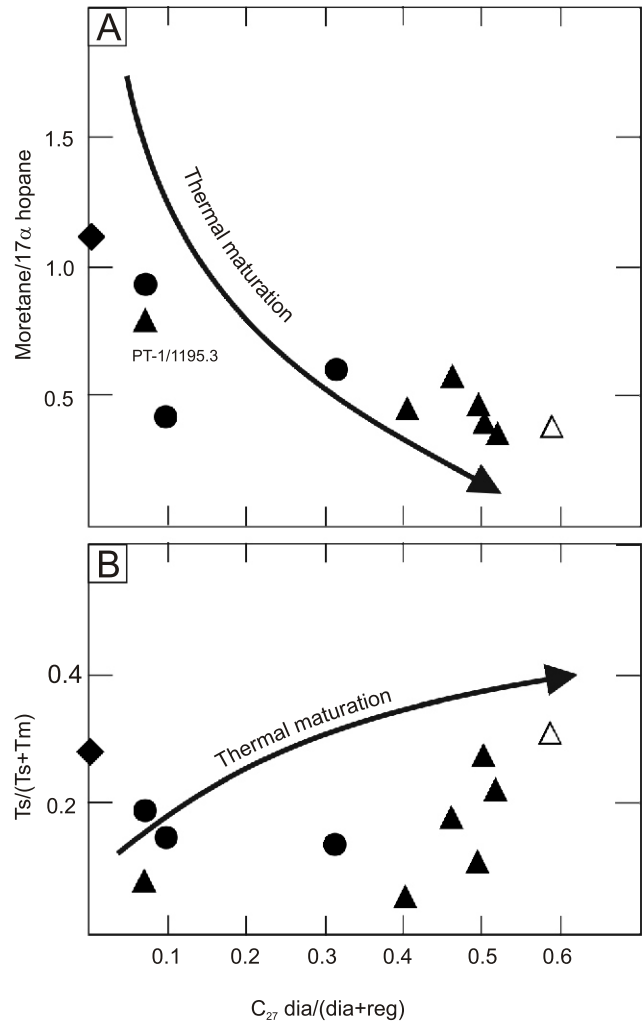 A
1.5
1.0
0.5
Moretane/17α hopane
Thermal maturation
PT-1/1195.3
B
0.4
0.2
Ts/(Ts+Tm)
Thermal maturation
0.1 0.2 0.3 0.4 0.5 0.6
C₂₇ dia/(dia+reg)